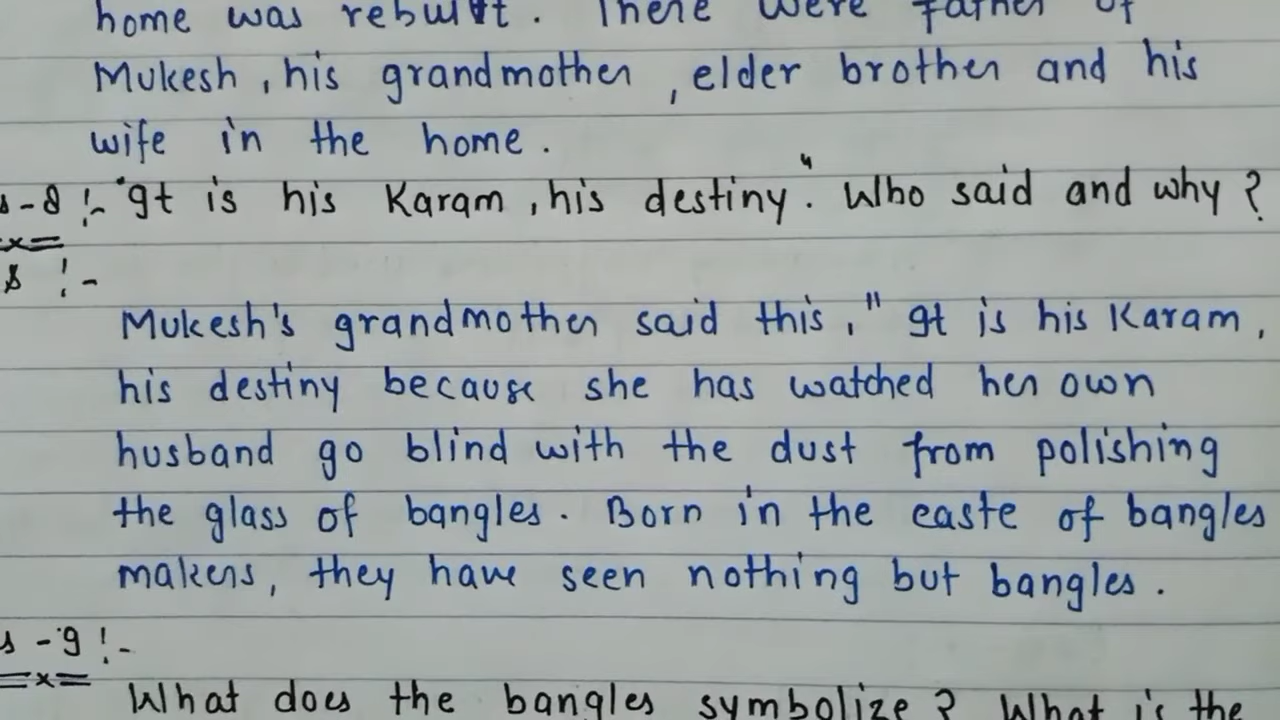 home was rebuilt. There were father of
Mukesh, his grandmother, elder brother and his
wife in the home.
s-8!- "It is his Karam, his destiny." Who said and why?
s!-
Mukesh's grandmother said this," It is his Karam,
his destiny because she has watched her own
husband go blind with the dust from polishing
the glass of bangles. Born in the caste of bangles
makers, they have seen nothing but bangles.
s-9!-
What does the bangles symbolize? What is the